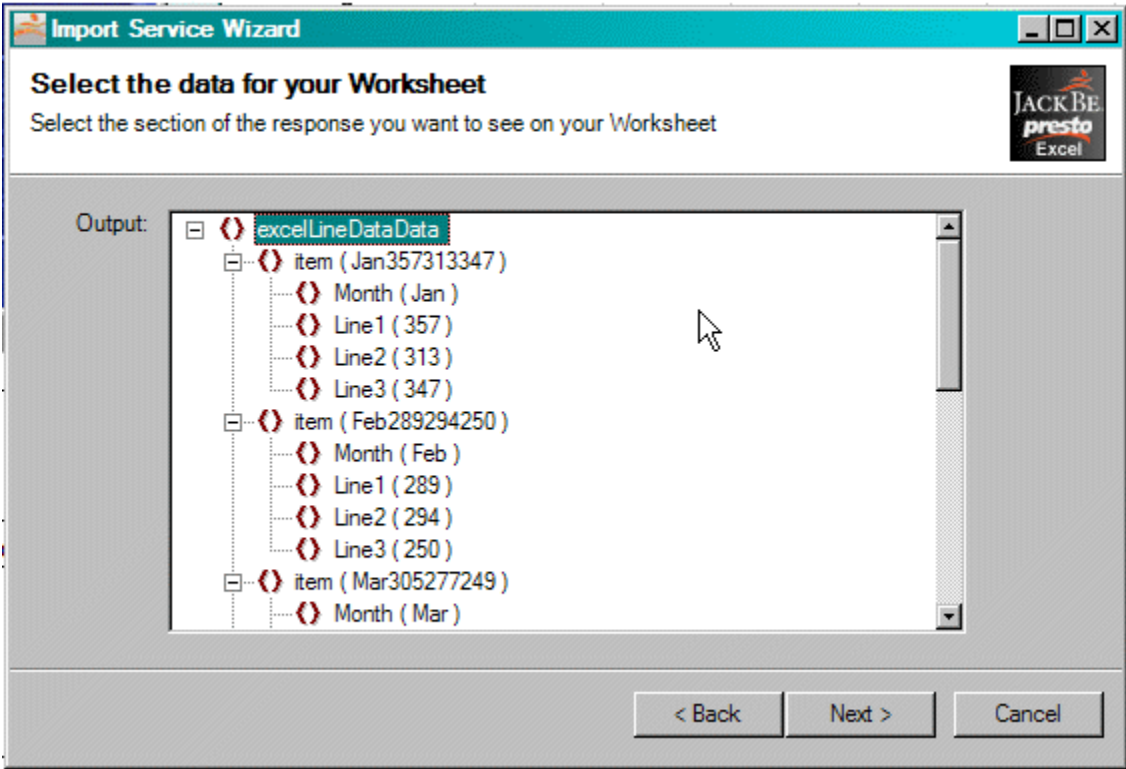 Import Service Wizard
Select the data for your Worksheet
Select the section of the response you want to see on your Worksheet
JACKBE
presto
Excel
Output:
excelLineDataData
item ( Jan357313347 )
Month ( Jan )
Line1 ( 357 )
Line2 ( 313 )
Line3 ( 347 )
item ( Feb289294250 )
Month ( Feb )
Line1 ( 289 )
Line2 ( 294 )
Line3 ( 250 )
item ( Mar305277249 )
Month ( Mar )
< Back
Next >
Cancel